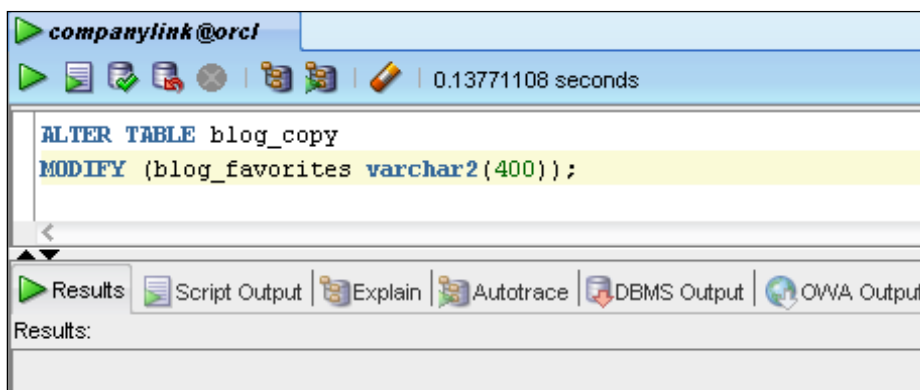 companylink@orcl
0.13771108 seconds
ALTER TABLE blog_copy
MODIFY (blog_favorites varchar2(400));
Results Script Output Explain Autotrace DBMS Output OWA Output
Results: